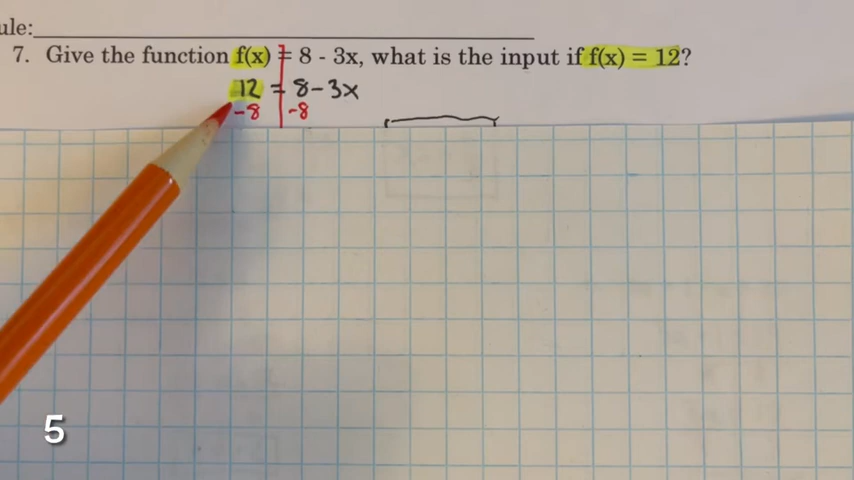 ule:
7. Give the function f(x) = 8 - 3x, what is the input if f(x) = 12?
12 = 8 - 3x
-8 -8
5